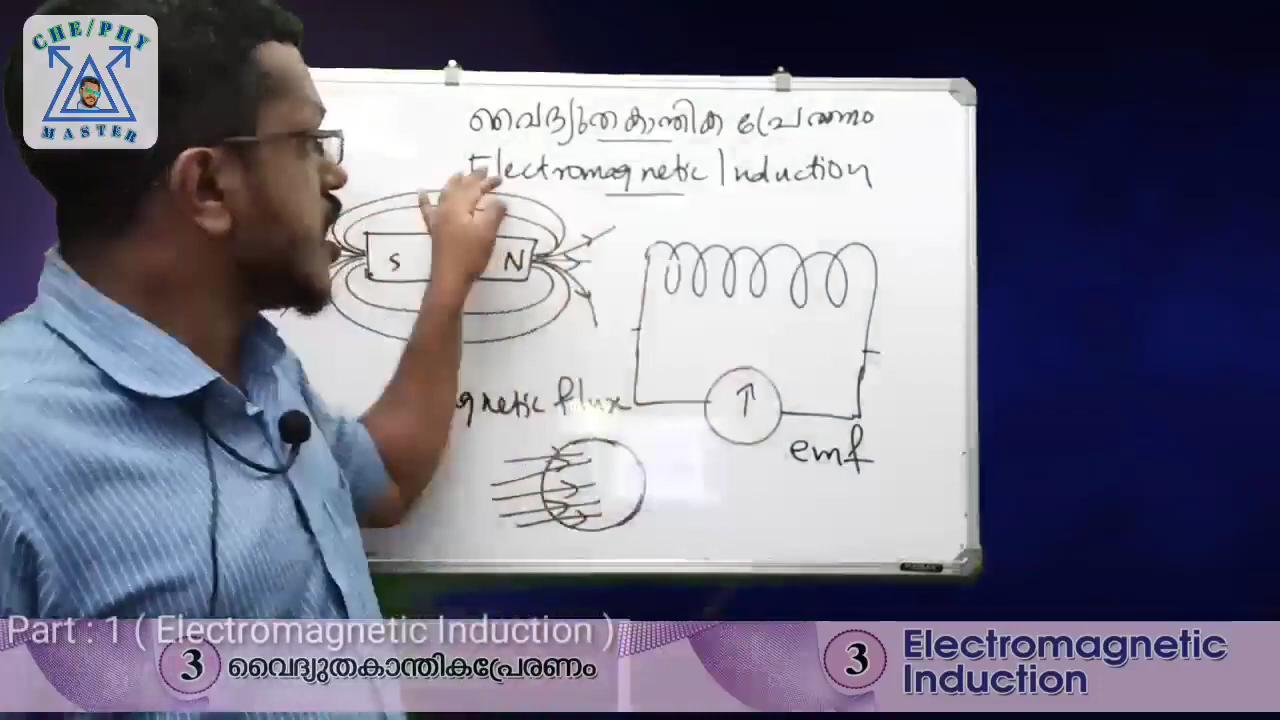 CHE/PHY
MASTER
വൈദ്യുതകാന്തിക പ്രേരണം
Electromagnetic Induction
S N
gnetic flux
emf
Part : 1 ( Electromagnetic Induction )
3 വൈദ്യുതകാന്തികപ്രേരണം
3 Electromagnetic
Induction